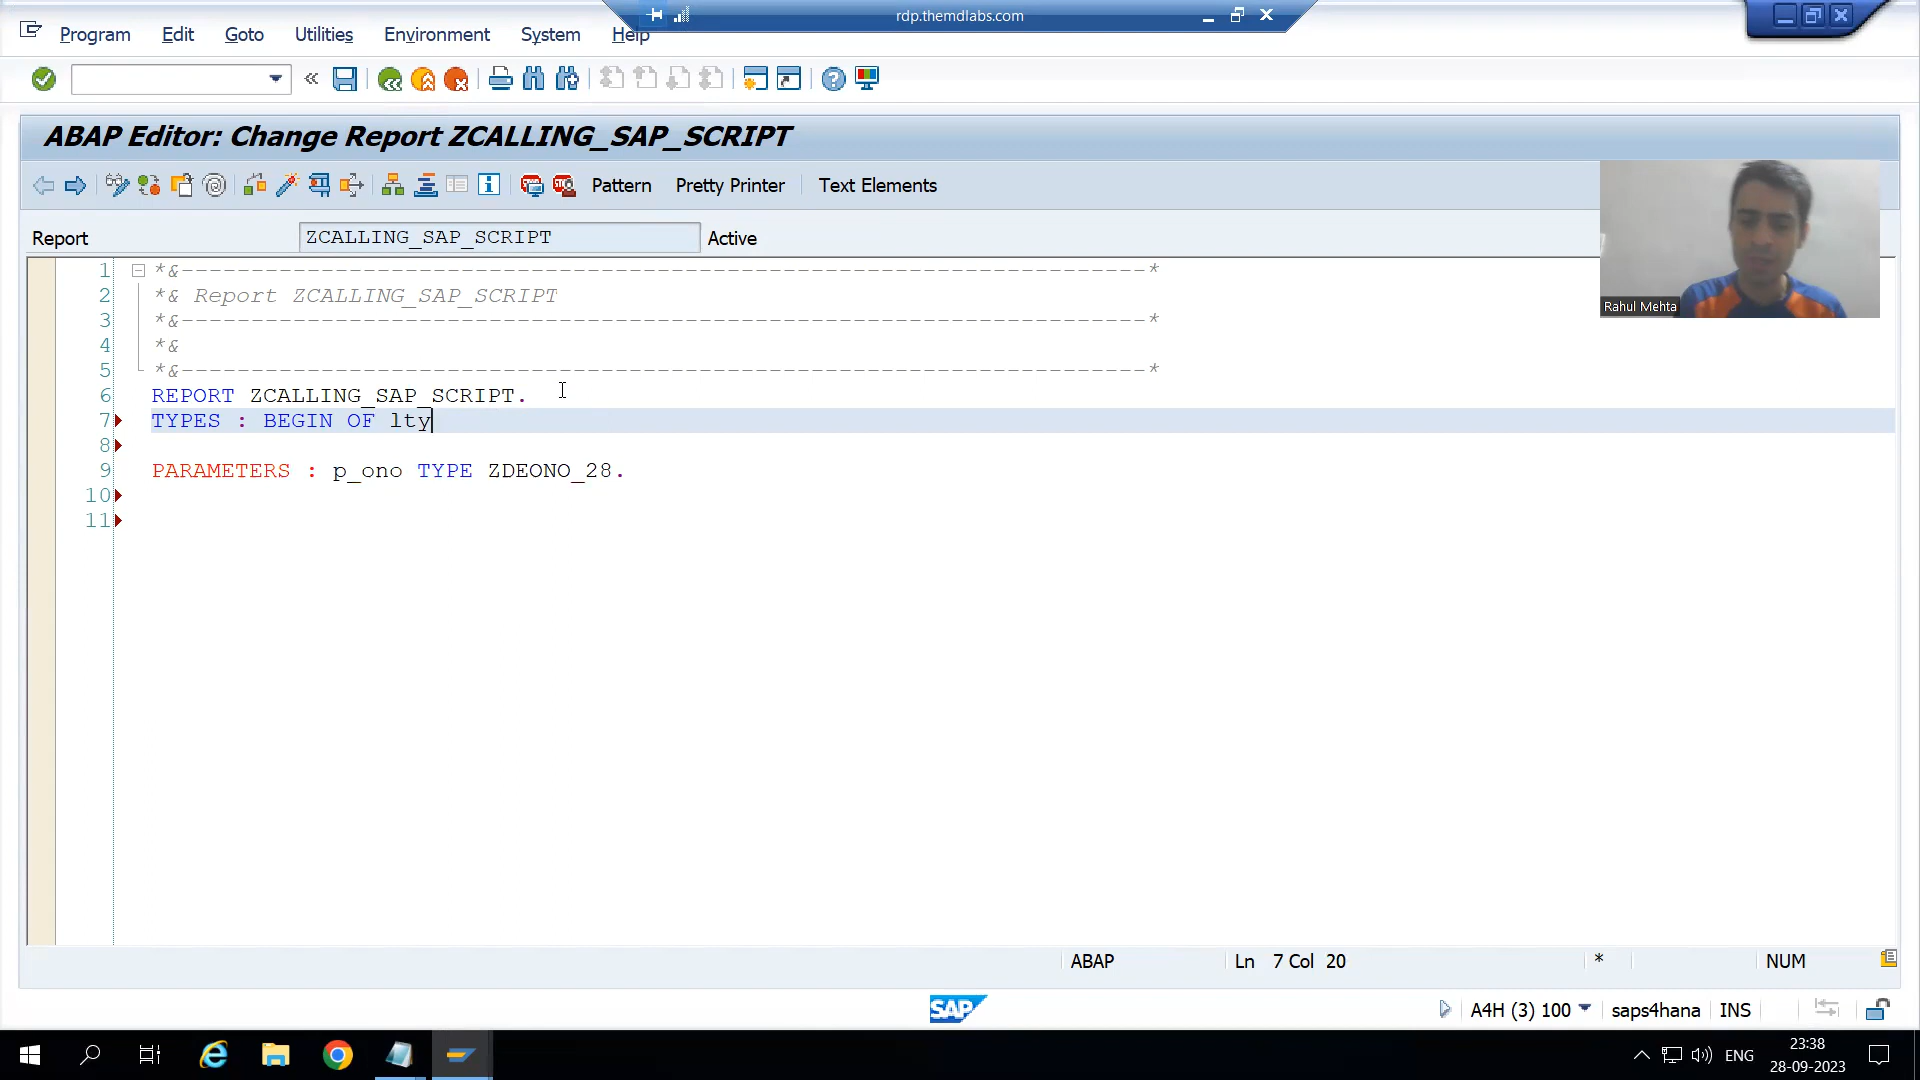 rdp.themdlabs.com
Program Edit Goto Utilities Environment System Help
ABAP Editor: Change Report ZCALLING_SAP_SCRIPT
Pattern Pretty Printer Text Elements
Report ZCALLING_SAP_SCRIPT Active
Rahul Mehta
1 *&---------------------------------------------------------------------*
2 *& Report ZCALLING_SAP_SCRIPT
3 *&---------------------------------------------------------------------*
4 *&
5 *&---------------------------------------------------------------------*
6 REPORT ZCALLING_SAP_SCRIPT.
7 TYPES : BEGIN OF lty
8
9 PARAMETERS : p_ono TYPE ZDEONO_28.
10
11
ABAP Ln 7 Col 20 * NUM
SAP A4H (3) 100 saps4hana INS
ENG 23:38
28-09-2023